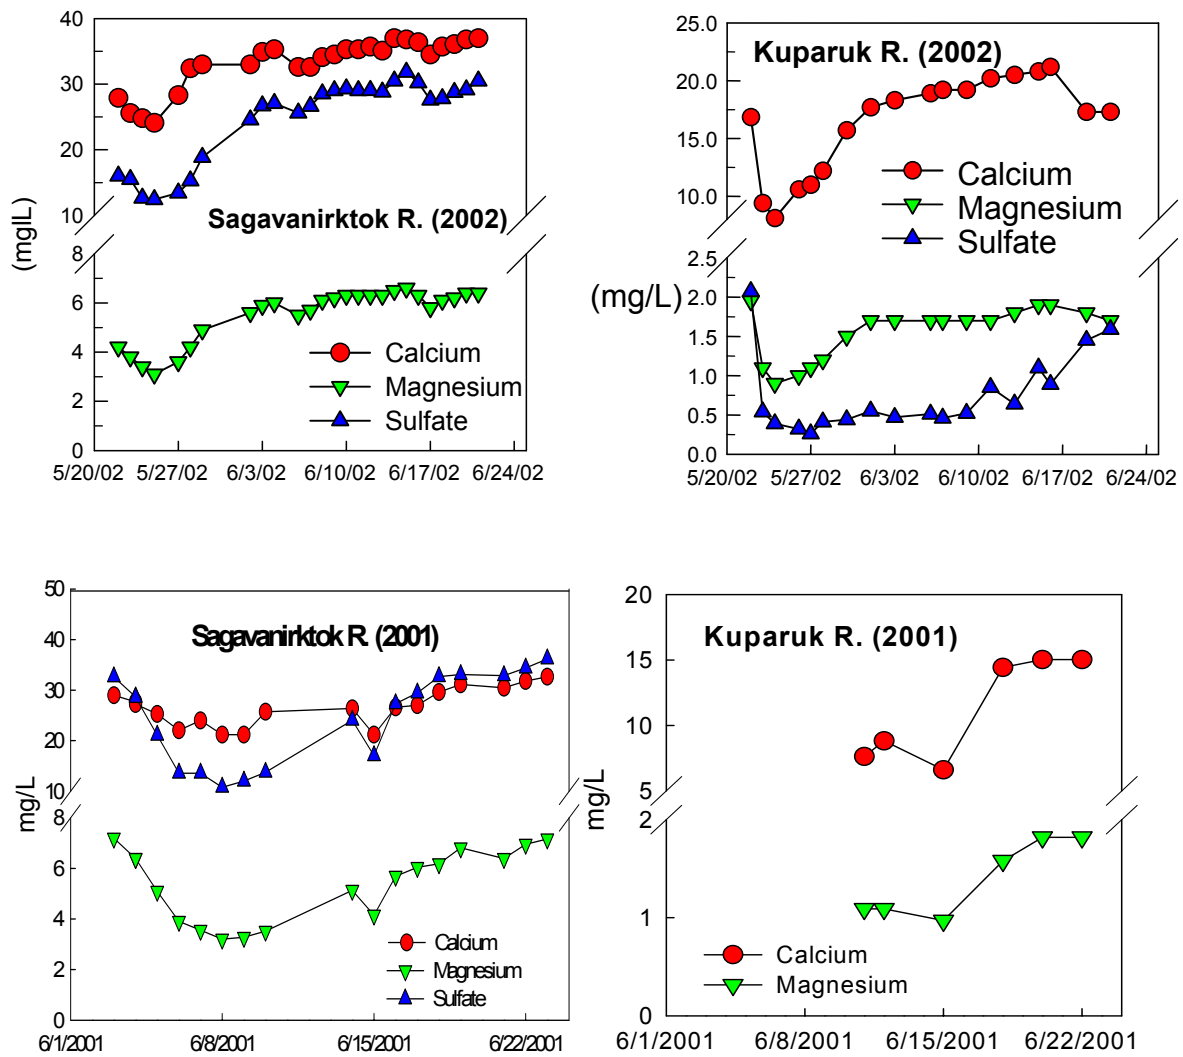 40
30
20
10
8
6
4
2
0
(mglL)
Sagavanirktok R. (2002)
Calcium
Magnesium
Sulfate
5/20/02 5/27/02 6/3/02 6/10/02 6/17/02 6/24/02
25.0
20.0
15.0
10.0
2.5
2.0
1.5
1.0
0.5
0.0
(mg/L)
Kuparuk R. (2002)
Calcium
Magnesium
Sulfate
5/20/02 5/27/02 6/3/02 6/10/02 6/17/02 6/24/02
50
40
30
20
10
8
6
4
2
0
mg/L
Sagavanirktok R. (2001)
Calcium
Magnesium
Sulfate
6/1/2001 6/8/2001 6/15/2001 6/22/2001
20
15
10
5
2
1
0
mg/L
Kuparuk R. (2001)
Calcium
Magnesium
6/1/2001 6/8/2001 6/15/2001 6/22/2001